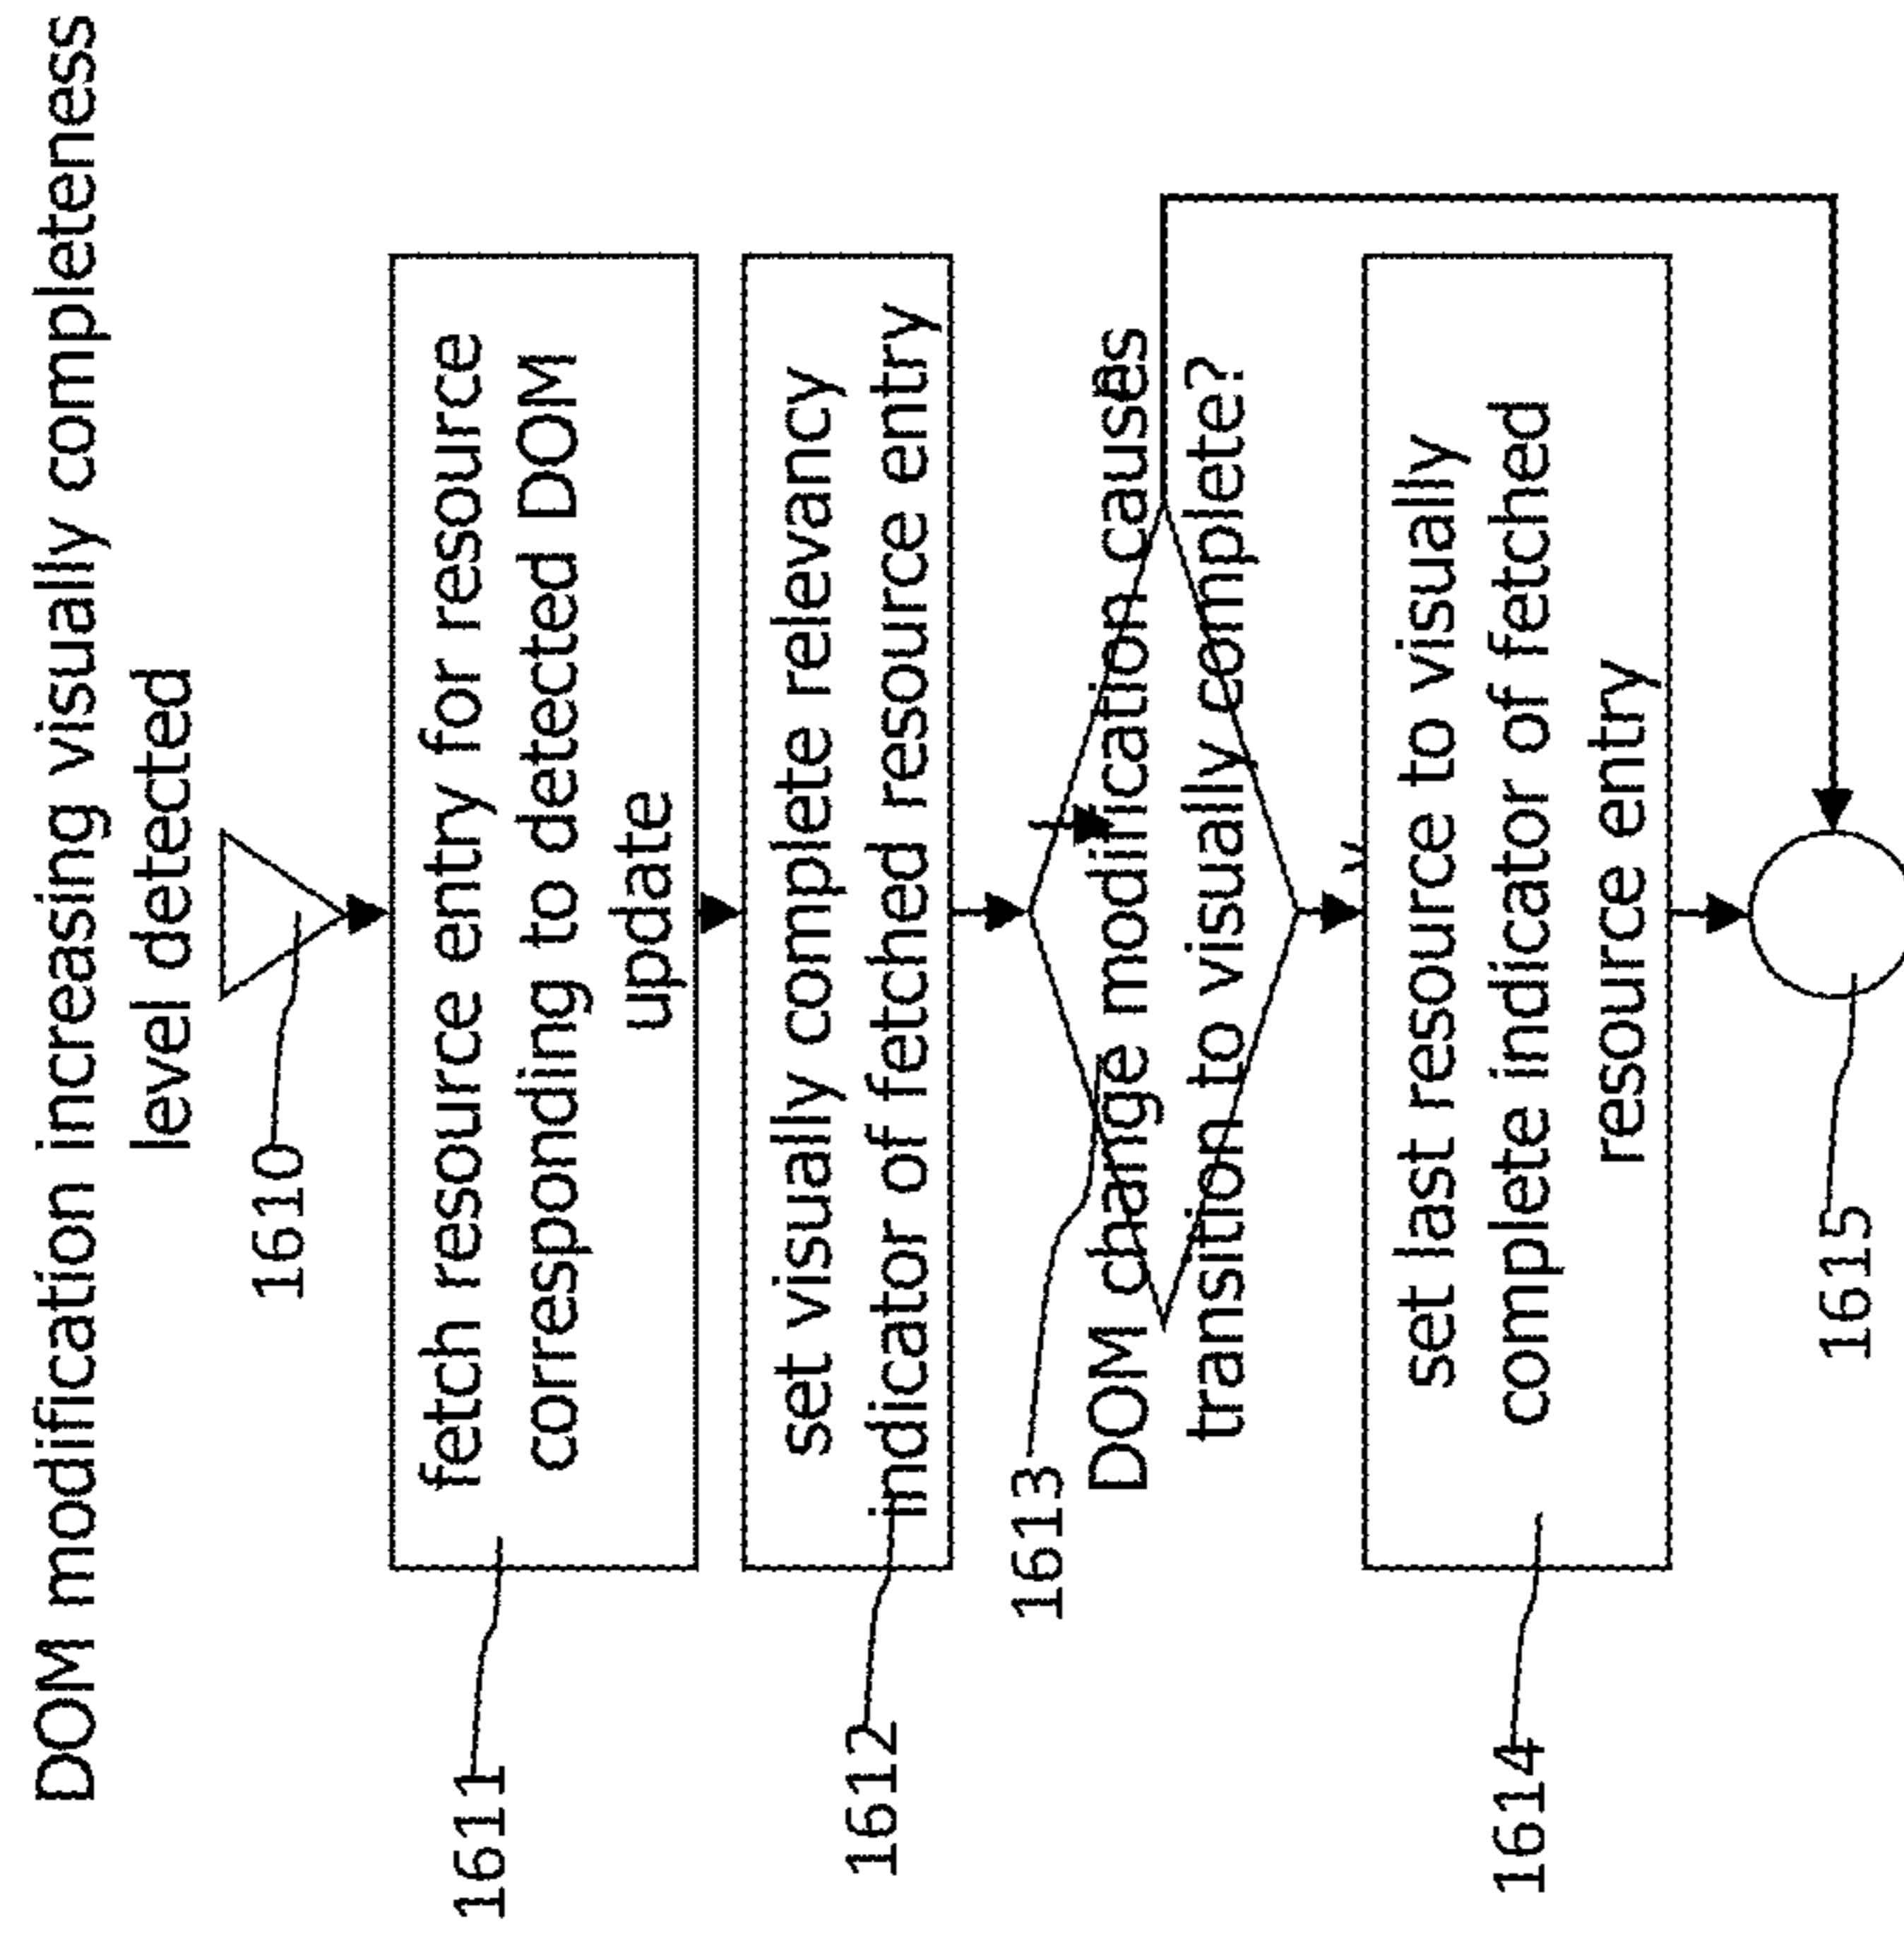 DOM modification increasing visually completeness
level detected
1610
fetch resource entry for resource
corresponding to detected DOM
update
1611
set visually complete relevancy
indicator of fetched resource entry
1612
DOM change modification causes
transition to visually complete?
1613
y
set last resource to visually
complete indicator of fetched
resource entry
1614
1615